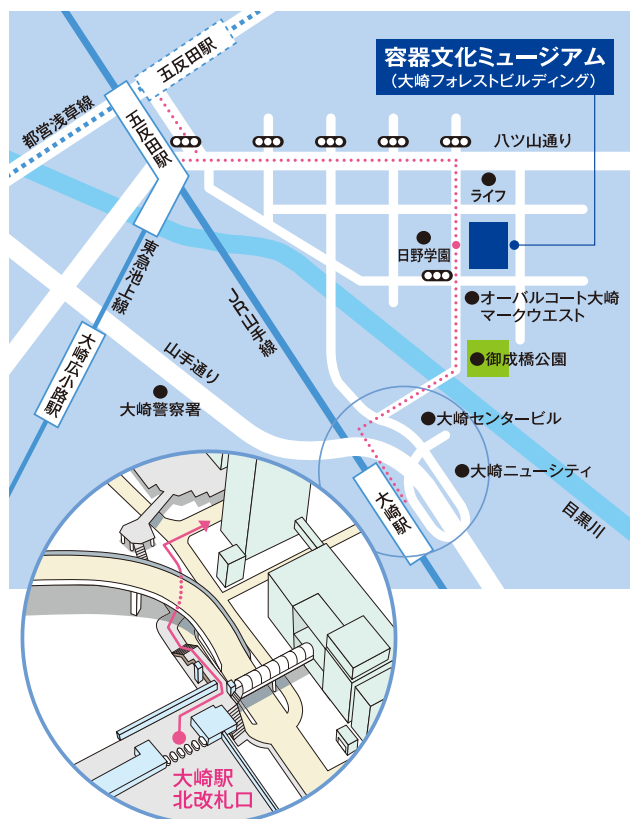 容器文化ミュージアム
(大崎フォレストビルディング)
五反田駅
都営浅草線
五反田駅
八ツ山通り
ライフ
日野学園
東急池上線
JR山手線
オーバルコート大崎
マークウエスト
大崎広小路駅
山手通り
御成橋公園
大崎警察署
大崎センタービル
大崎ニューシティ
大崎駅
目黒川
大崎駅
北改札口